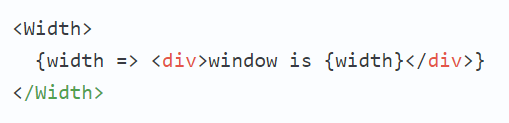 <Width>
  {width => <div>window is {width}</div>}
</Width>